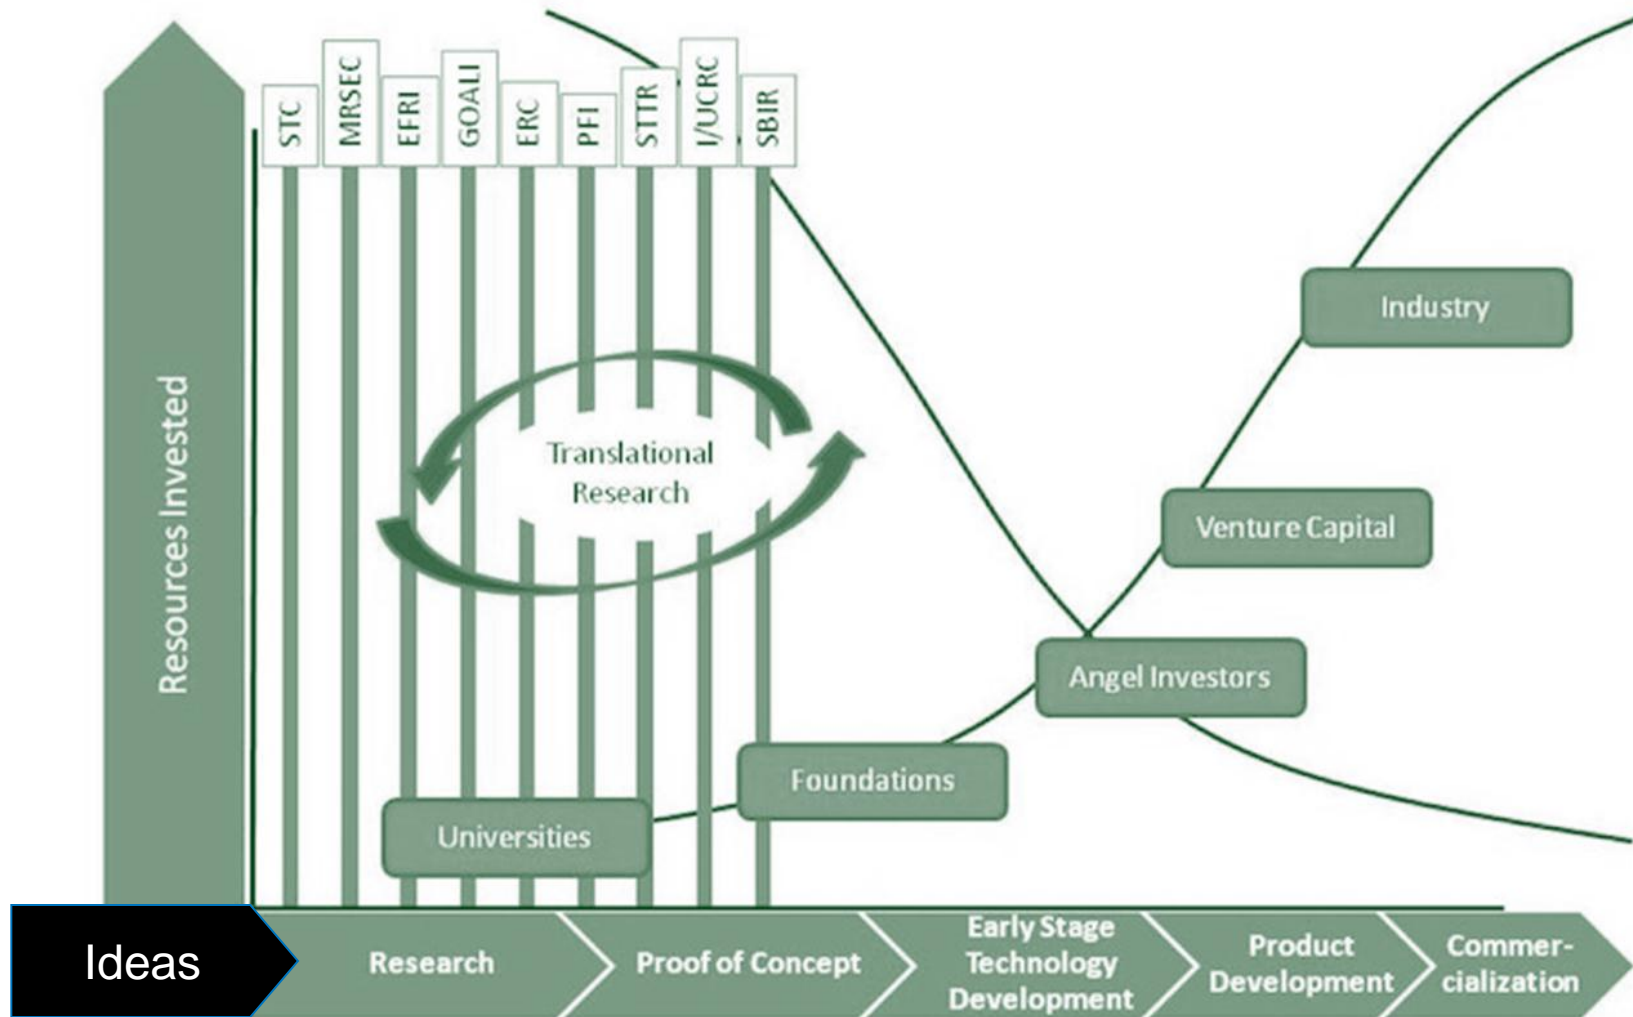 STC
MRSEC
EFRI
GOALI
ERC
PFI
STTR
I/UCRC
SBIR
Resources Invested
Translational
Research
Industry
Venture Capital
Angel Investors
Foundations
Universities
Ideas
Research
Proof of Concept
Early Stage
Technology
Development
Product
Development
Commer-
cialization